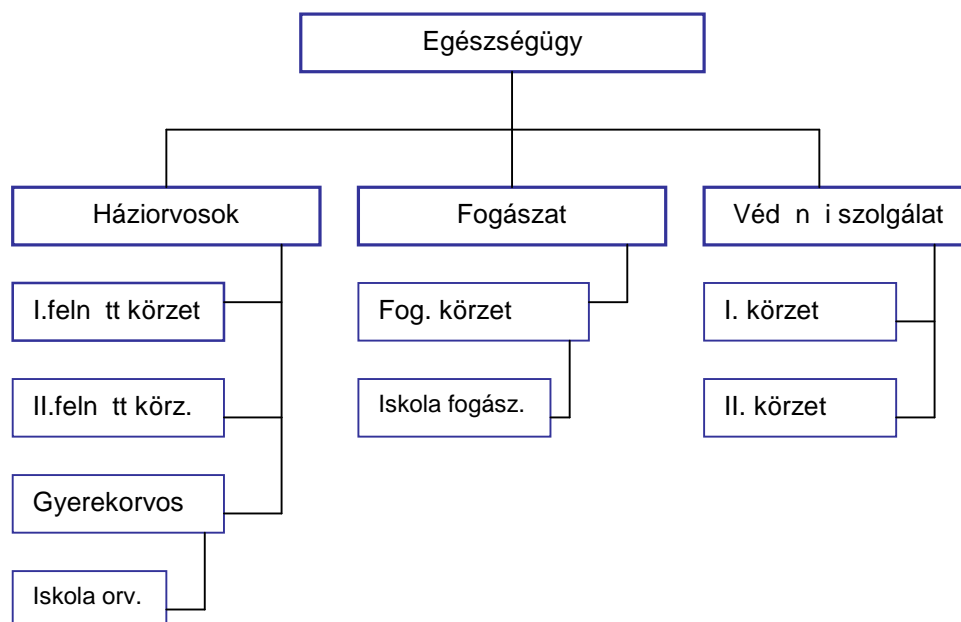 Egészségügy
Háziorvosok
Fogászat
Véd n i szolgálat
I.feln tt körzet
Fog. körzet
I. körzet
II.feln tt körz.
Iskola fogász.
II. körzet
Gyerekorvos
Iskola orv.